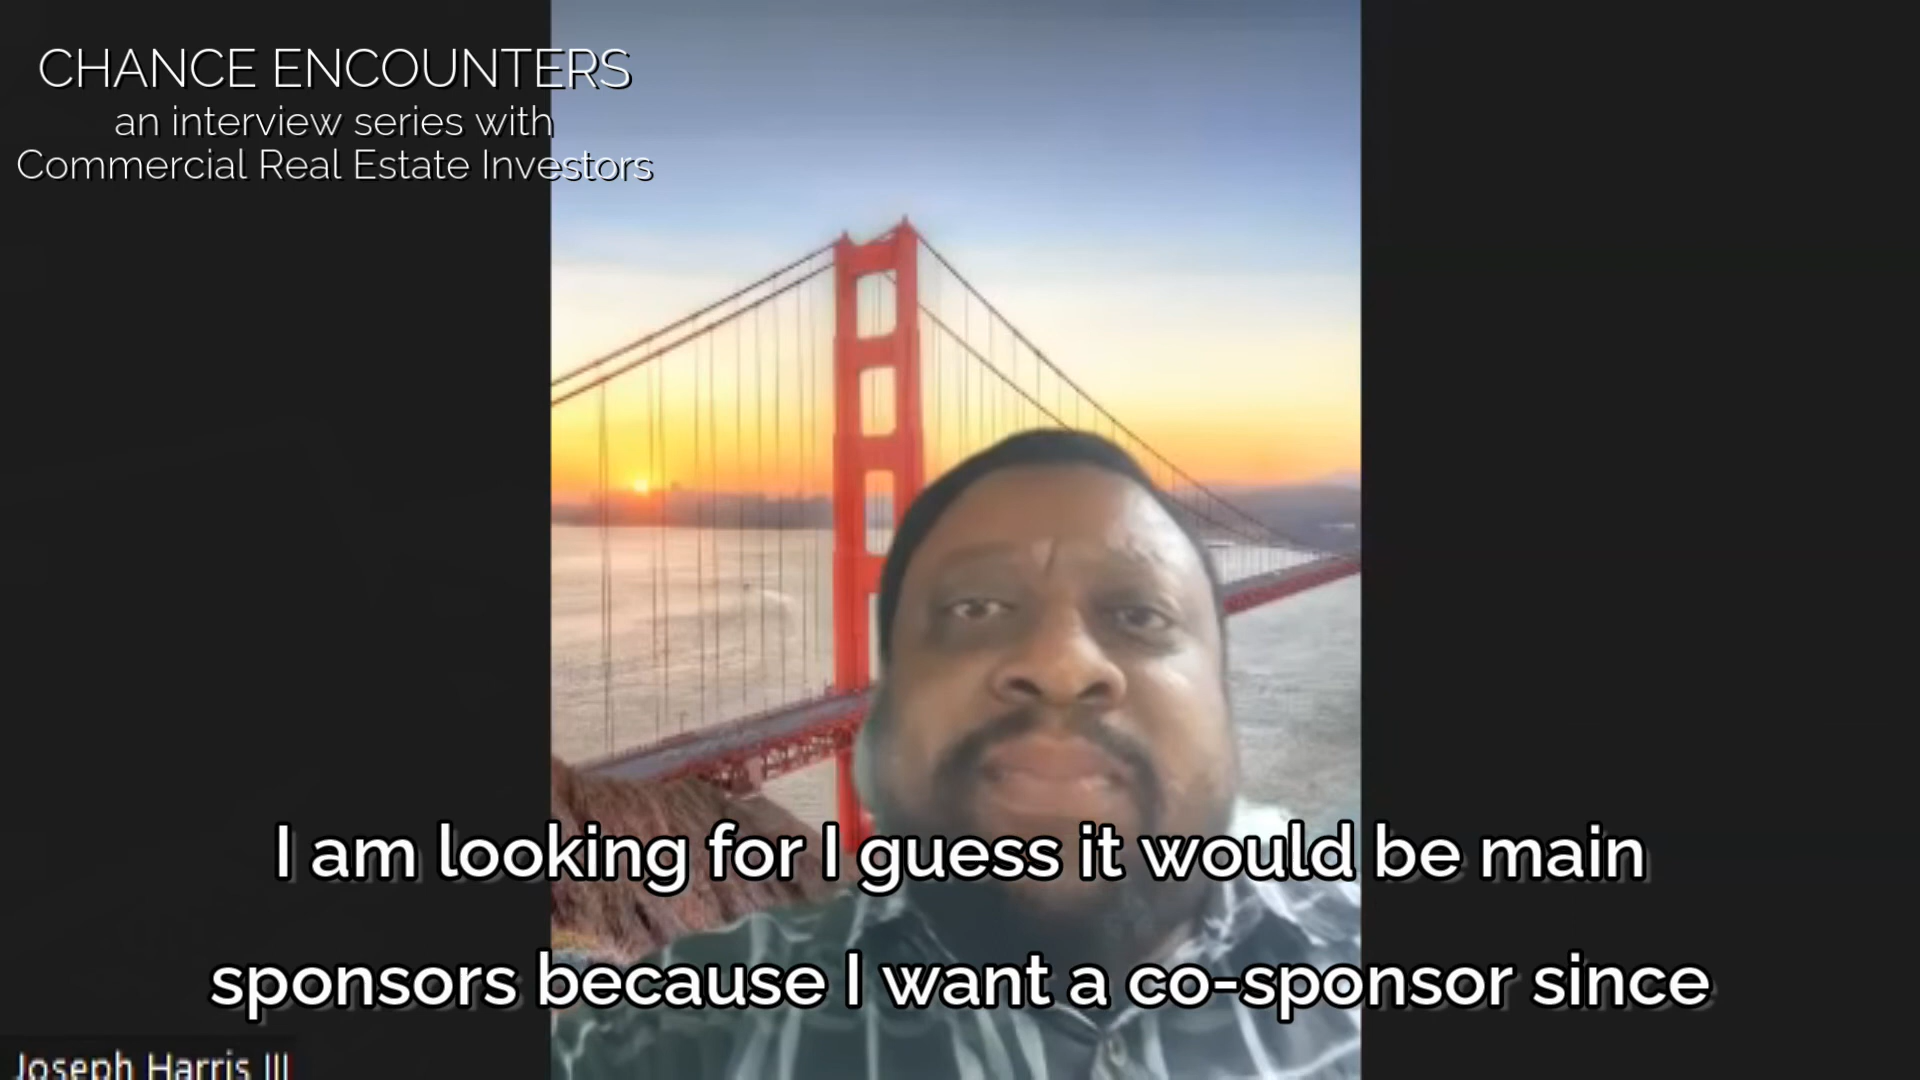 CHANCE ENCOUNTERS
an interview series with
Commercial Real Estate Investors
I am looking for I guess it would be main
sponsors because I want a co-sponsor since
Joseph Harris III